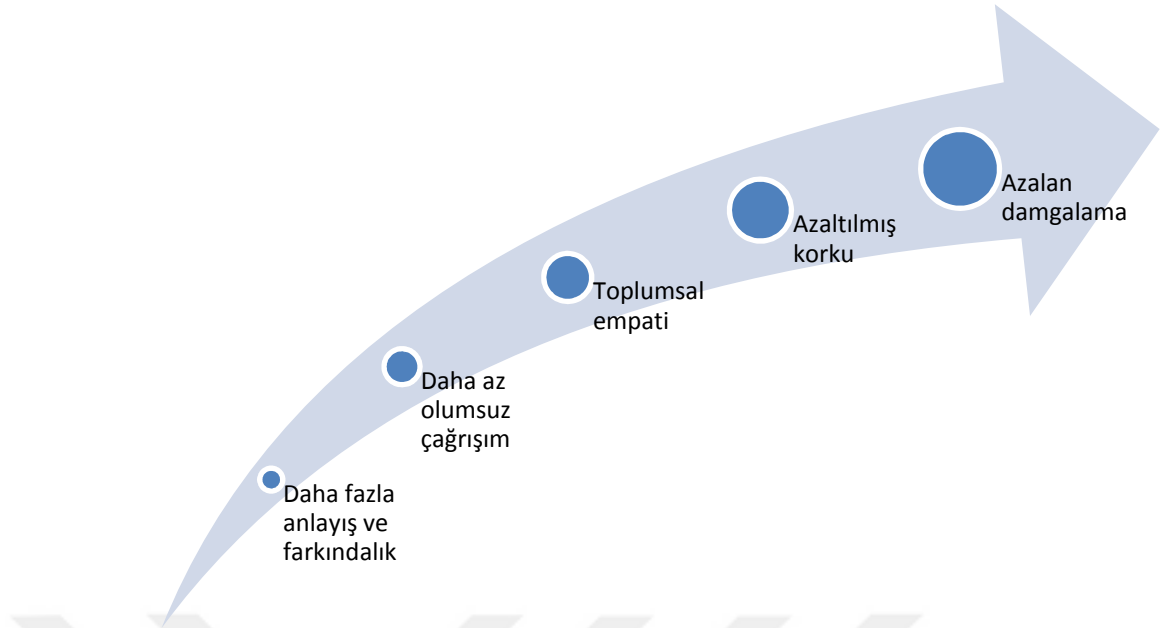 Daha fazla
anlayış ve
farkındalık
Daha az
olumsuz
çağrışım
Toplumsal
empati
Azaltılmış
korku
Azalan
damgalama